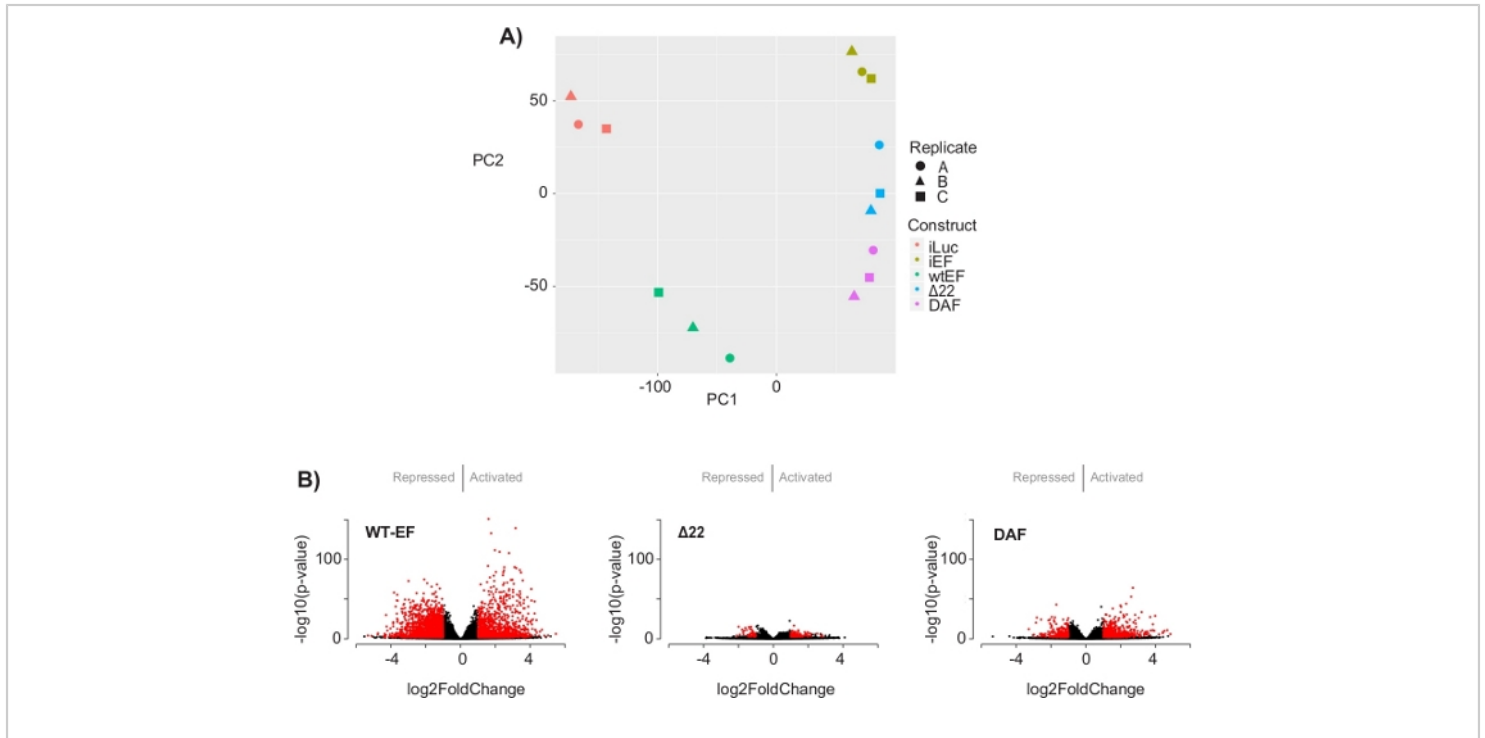 A)
50
0
-50
PC2
-100 0
PC1
Replicate
A
B
C
Construct
iLuc
iEF
wtEF
Δ22
DAF
B)
Repressed Activated
WT-EF
-log10(p-value)
100
0
-4 0 4
log2FoldChange
Repressed Activated
Δ22
-log10(p-value)
100
0
-4 0 4
log2FoldChange
Repressed Activated
DAF
-log10(p-value)
100
0
-4 0 4
log2FoldChange